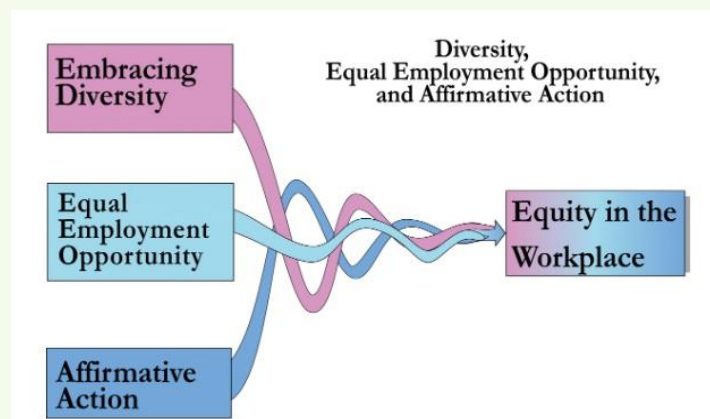 Embracing
Diversity
Diversity,
Equal Employment Opportunity,
and Affirmative Action
Equal
Employment
Opportunity
Equity in the
Workplace
Affirmative
Action